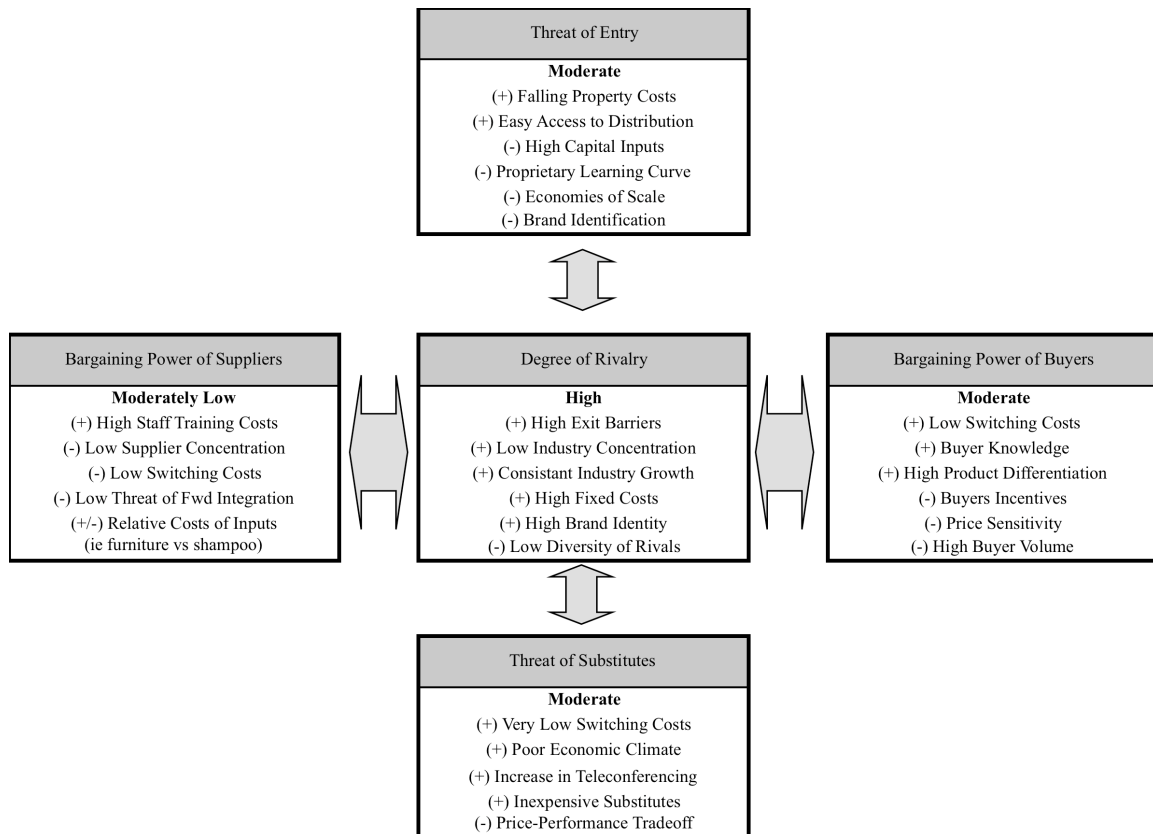 Threat of Entry
Moderate
(+) Falling Property Costs
(+) Easy Access to Distribution
(-) High Capital Inputs
(-) Proprietary Learning Curve
(-) Economies of Scale
(-) Brand Identification
Bargaining Power of Suppliers
Moderately Low
(+) High Staff Training Costs
(-) Low Supplier Concentration
(-) Low Switching Costs
(-) Low Threat of Fwd Integration
(+/-) Relative Costs of Inputs
(ie furniture vs shampoo)
Degree of Rivalry
High
(+) High Exit Barriers
(+) Low Industry Concentration
(+) Consistant Industry Growth
(+) High Fixed Costs
(+) High Brand Identity
(-) Low Diversity of Rivals
Bargaining Power of Buyers
Moderate
(+) Low Switching Costs
(+) Buyer Knowledge
(+) High Product Differentiation
(-) Buyers Incentives
(-) Price Sensitivity
(-) High Buyer Volume
Threat of Substitutes
Moderate
(+) Very Low Switching Costs
(+) Poor Economic Climate
(+) Increase in Teleconferencing
(+) Inexpensive Substitutes
(-) Price-Performance Tradeoff